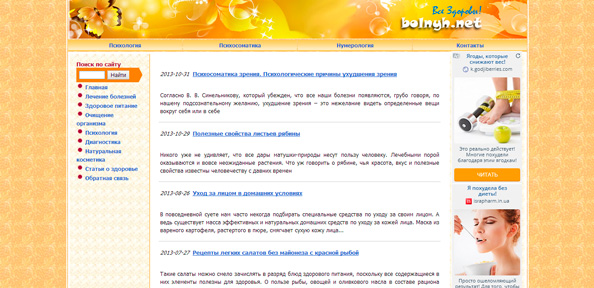 Все Здоровы!
bolnyh.net
Психология Психосоматика Нумерология Контакты
Поиск по сайту
Найти
Главная
Лечение болезней
Здоровое питание
Очищение
организма
Психология
Диагностика
Натуральная
косметика
Статьи о здоровье
Обратная связь
2013-10-31 Психосоматика зрения. Психологические причины ухудшения зрения
Согласно В. В. Синельникову, который убежден, что все наши болезни появляются, грубо говоря, по
нашему подсознательному желанию, ухудшение зрения – это нежелание видеть определенные вещи
вокруг себя или в себе
2013-10-20 Полезные свойства листьев рябины
Никого уже не удивляет, что все дары матушки-природы несут пользу человеку. Лечебными порой
оказываются и вовсе неожиданные растения. Что уж говорить о рябине, чья красота, вкус и полезные
свойства известны человечеству с давних времен
2013-08-26 Уход за лицом в домашних условиях
В повседневной суете нам часто некогда подбирать специальные средства по уходу за своим лицом. А
ведь существует масса эффективных и натуральных домашних средств по уходу за кожей лица. Маска из
вареного картофеля, растертого в пюре, смягчает сухую кожу лица...
2013-07-27 Рецепты легких салатов без майонеза с красной рыбой
Такие салаты можно смело зачислять в разряд блюд здорового питания, поскольку все содержащиеся в
них элементы полезны для здоровья. О пользе рыбы, овощей и оливкового масла в составе рациона
Ягоды, которые
снижают вес!
k.godjiberries.com
Это реально действует!
Многие похудели
благодаря этим ягодкам!
ЧИТАТЬ
Я похудела без
диеты!
ioapharm.in.ua
Просто ошеломляющий
результат! Для того, чтобы